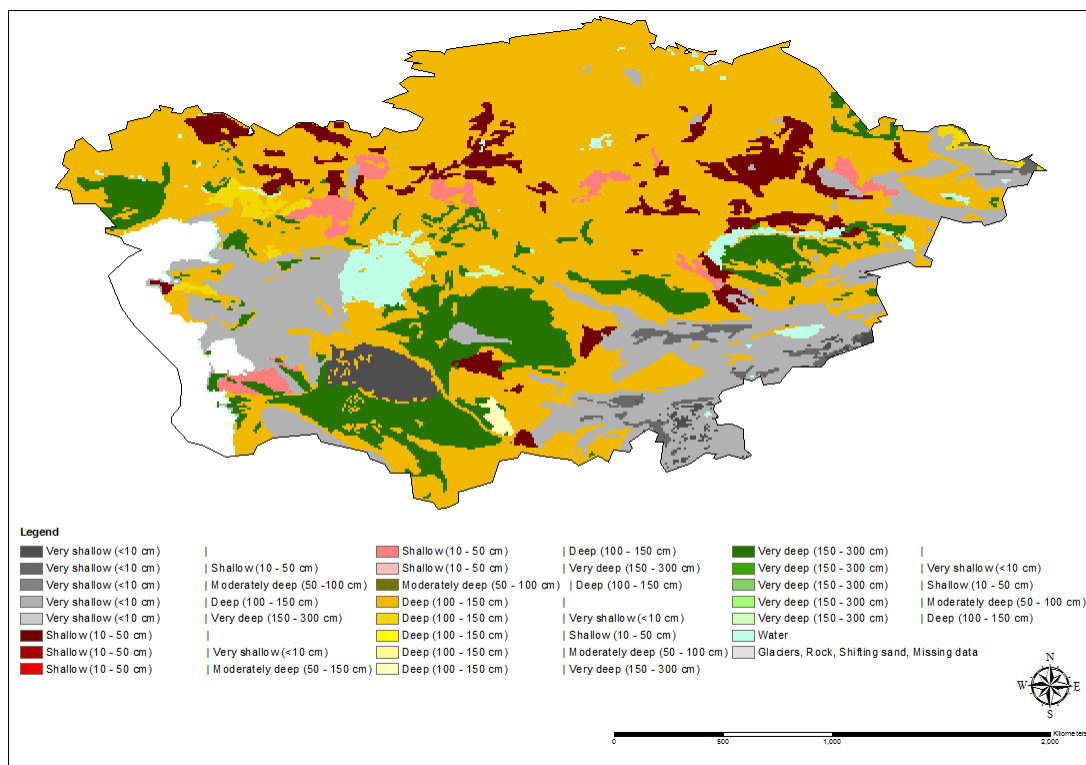 Legend
Very shallow (<10 cm) |
Very shallow (<10 cm) | Shallow (10 - 50 cm)
Very shallow (<10 cm) | Moderately deep (50 -100 cm)
Very shallow (<10 cm) | Deep (100 - 150 cm)
Very shallow (<10 cm) | Very deep (150 - 300 cm)
Shallow (10 - 50 cm) |
Shallow (10 - 50 cm) | Very shallow (<10 cm)
Shallow (10 - 50 cm) | Moderately deep (50 - 150 cm)
Shallow (10 - 50 cm) | Deep (100 - 150 cm)
Shallow (10 - 50 cm) | Very deep (150 - 300 cm)
Moderately deep (50 - 100 cm) | Deep (100 - 150 cm)
Deep (100 - 150 cm) |
Deep (100 - 150 cm) | Very shallow (<10 cm)
Deep (100 - 150 cm) | Shallow (10 - 50 cm)
Deep (100 - 150 cm) | Moderately deep (50 - 100 cm)
Deep (100 - 150 cm) | Very deep (150 - 300 cm)
Very deep (150 - 300 cm) |
Very deep (150 - 300 cm) | Very shallow (<10 cm)
Very deep (150 - 300 cm) | Shallow (10 - 50 cm)
Very deep (150 - 300 cm) | Moderately deep (50 - 100 cm)
Very deep (150 - 300 cm) | Deep (100 - 150 cm)
Water
Glaciers, Rock, Shifting sand, Missing data
N
W E
S
Kilometers
0 500 1,000 2,000